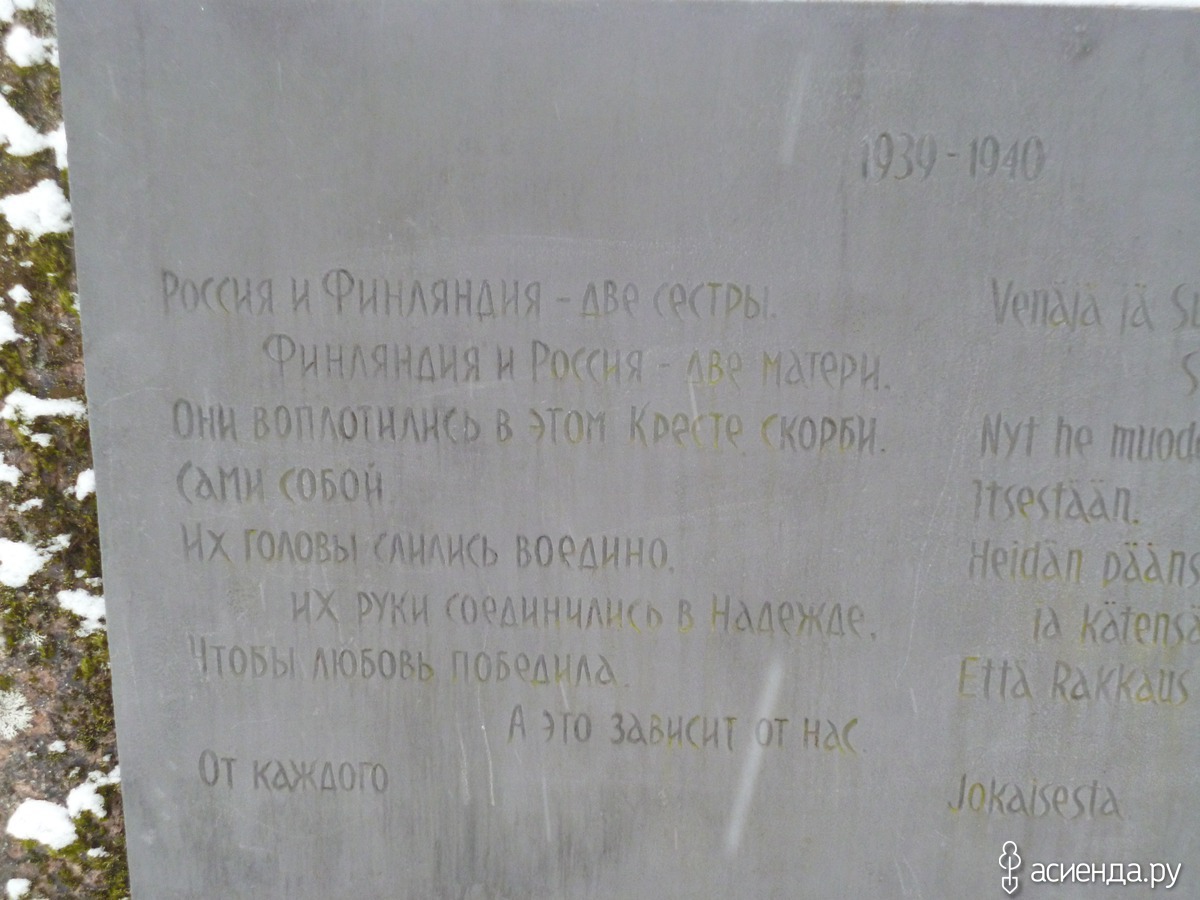 1939-1940
Россия и Финляндия - две сестры.
Финляндия и Россия - две матери.
Они воплотились в этом Кресте скорби.
Сами собой.
Их головы слились воедино,
их руки соединились в Надежде,
Чтобы любовь победила.
А это зависит от нас.
От каждого
Venäjä jä
Nyt he
Itsestään.
Heidän
ja
Että Rakkaus
Jokaisesta
асиенда.ру